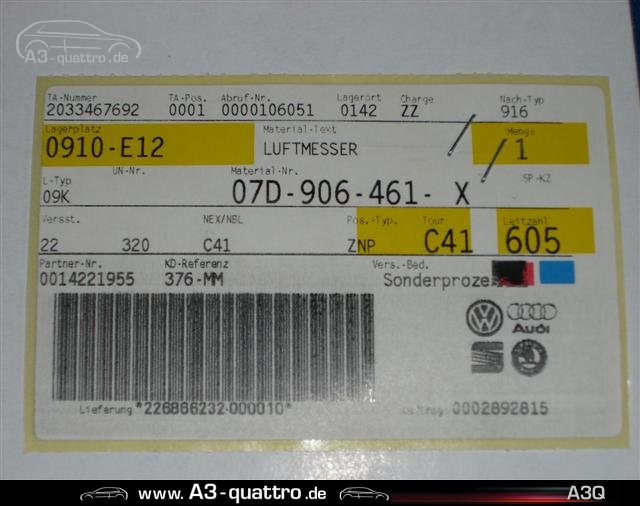 A3-quattro.de
TA-Nummer TA-Pos. Abruf-Nr. Lagerort Charge Nach-Typ
2033467692 0001 0000106051 0142 ZZ 916
Lagerplatz Material-Text Menge
0910-E12 LUFTMESSER 1
UN-Nr. Material-Nr.
L-Typ SP-KZ
09K 07D-906-461- X
Versst. NEX/NBL Pos.-Typ. Tour Leitzahl
22 320 C41 ZNP C41 605
Partner-Nr. KD-Referenz Vers.-Bed.
0014221955 376-MM Sonderproze
Audi
Lieferung *226866232-000010* 0002892815
www.A3-quattro.de A3Q